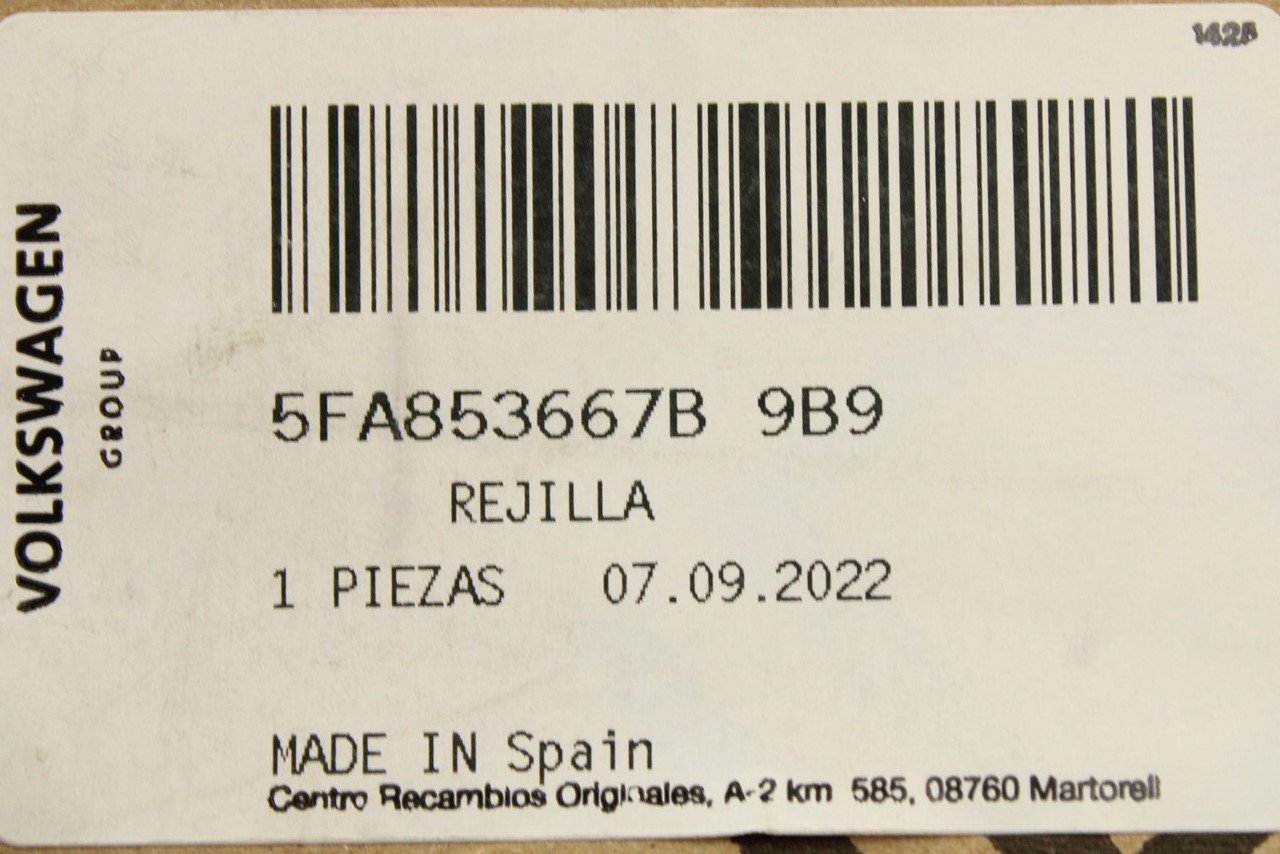 1425
VOLKSWAGEN
GROUP
5FA853667B 9B9
REJILLA
1 PIEZAS 07.09.2022
MADE IN Spain
Centro Recambios Originales, A-2 km 585, 08760 Martorell